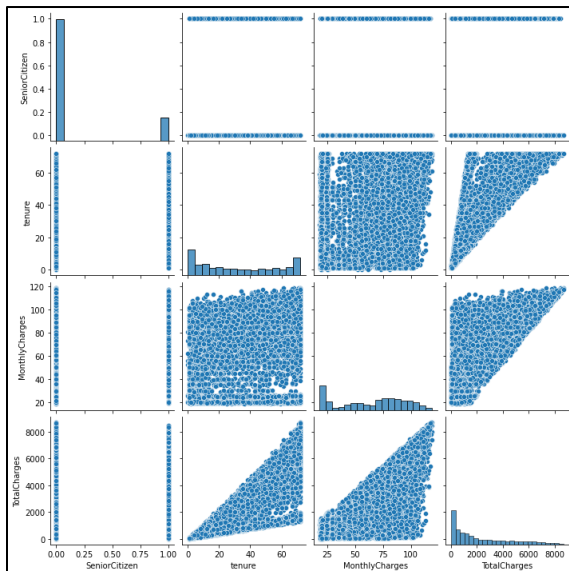 1.0
0.8
0.6
0.4
0.2
0.0
SeniorCitizen
60
40
20
0
tenure
120
100
80
60
40
20
MonthlyCharges
8000
6000
4000
2000
0
TotalCharges
0.00 0.25 0.50 0.75 1.00
SeniorCitizen
0 20 40 60
tenure
25 50 75 100
MonthlyCharges
0 2000 4000 6000 8000
TotalCharges